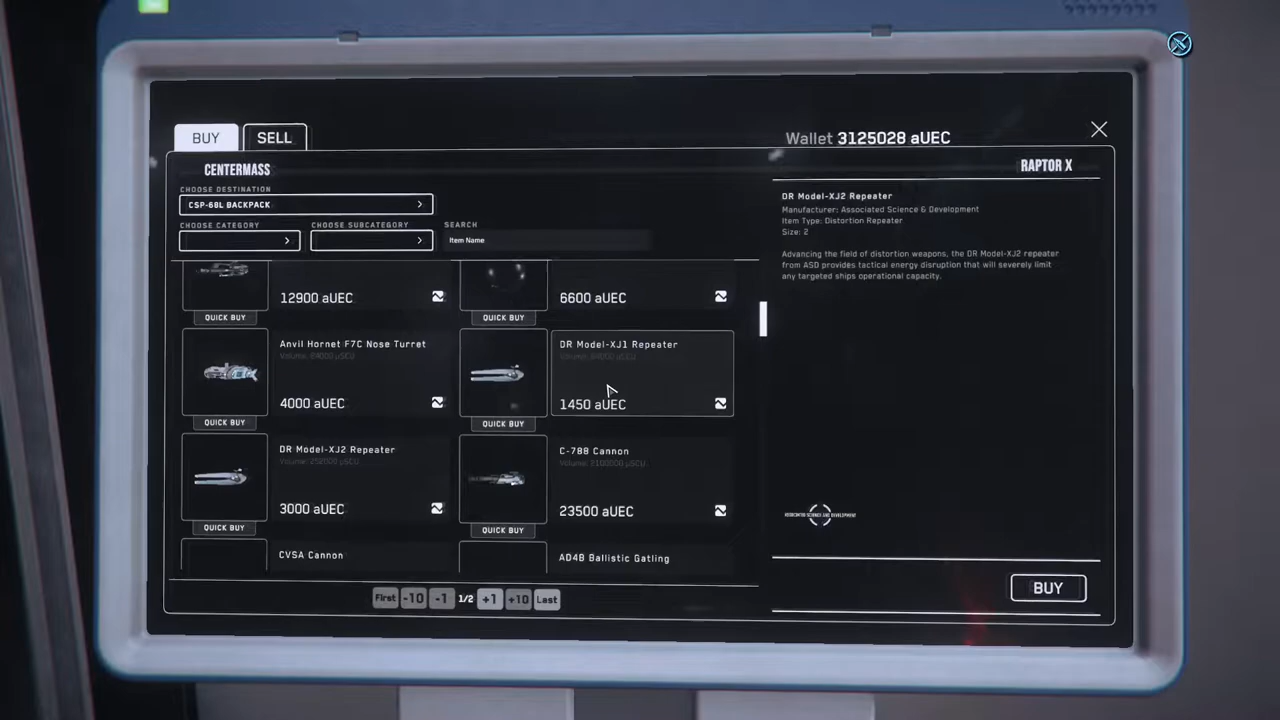 BUY
SELL
Wallet 3125028 aUEC
CENTERMASS
RAPTOR X
CHOOSE DESTINATION
CSP-68L BACKPACK
CHOOSE CATEGORY
CHOOSE SUBCATEGORY
SEARCH
Item Name
12900 aUEC
QUICK BUY
6600 aUEC
QUICK BUY
Anvil Hornet F7C Nose Turret
4000 aUEC
QUICK BUY
DR Model-XJ1 Repeater
1450 aUEC
QUICK BUY
DR Model-XJ2 Repeater
3000 aUEC
QUICK BUY
C-788 Cannon
23500 aUEC
QUICK BUY
CVSA Cannon
AD4B Ballistic Gatling
First -10 -1 1/2 +1 +10 Last
DR Model-XJ2 Repeater
Manufacturer: Associated Science & Development
Item Type: Distortion Repeater
Size: 2
Advancing the field of distortion weapons, the DR Model-XJ2 repeater
from ASD provides tactical energy disruption that will severely limit
any targeted ships operational capacity.
BUY